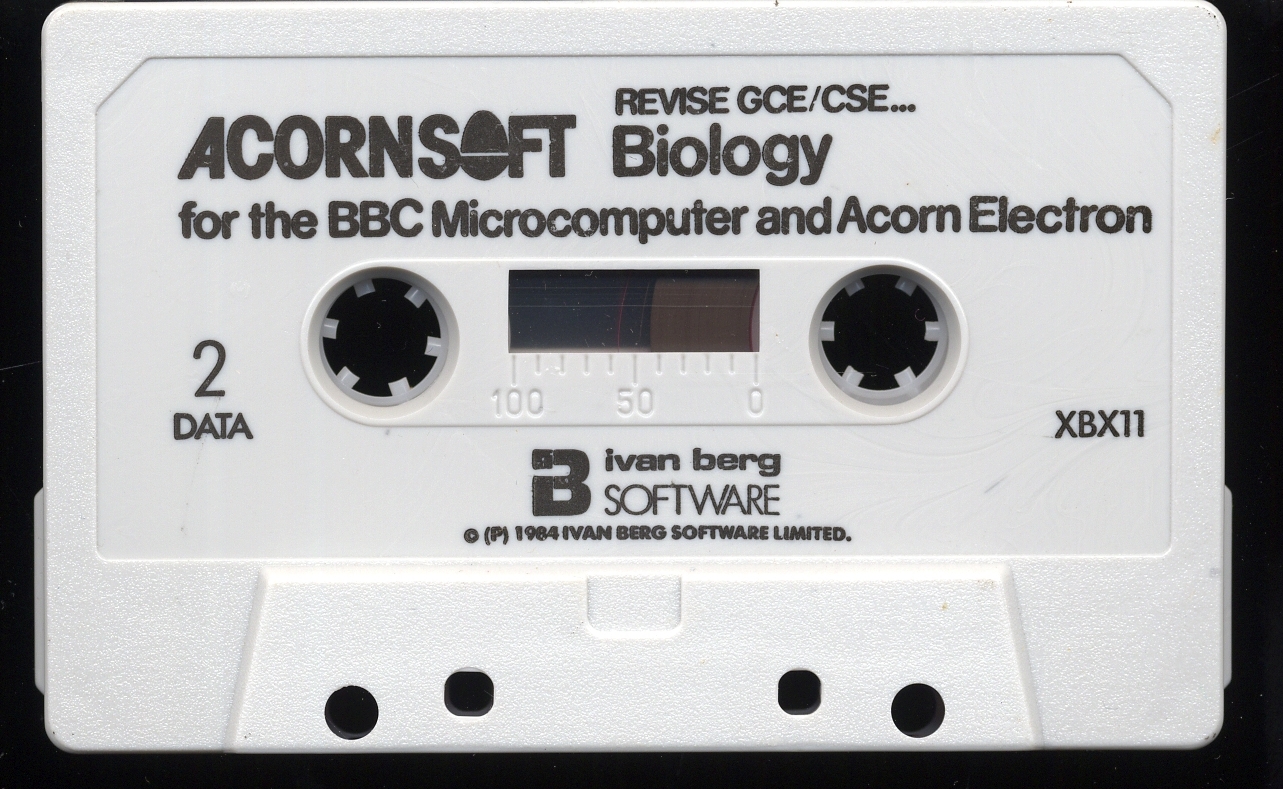 REVISE GCE/CSE...
ACORNSOFT Biology
for the BBC Microcomputer and Acorn Electron
2
DATA
100 50 0
XBX11
B ivan berg
SOFTWARE
© (P) 1984 IVAN BERG SOFTWARE LIMITED.